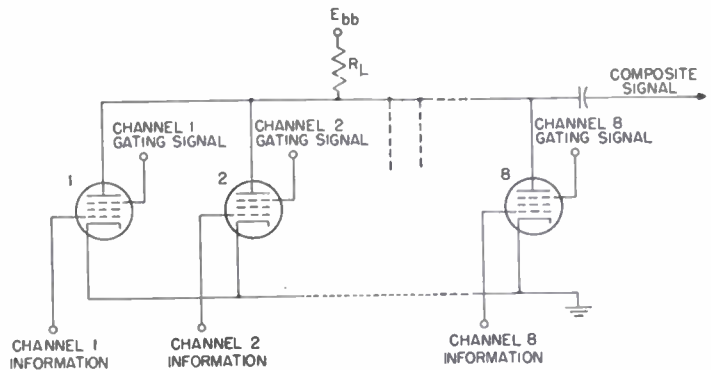 Ebb
RL
COMPOSITE
SIGNAL
CHANNEL 1
GATING SIGNAL
CHANNEL 2
GATING SIGNAL
CHANNEL 8
GATING SIGNAL
1
2
8
CHANNEL 1
INFORMATION
CHANNEL 2
INFORMATION
CHANNEL 8
INFORMATION